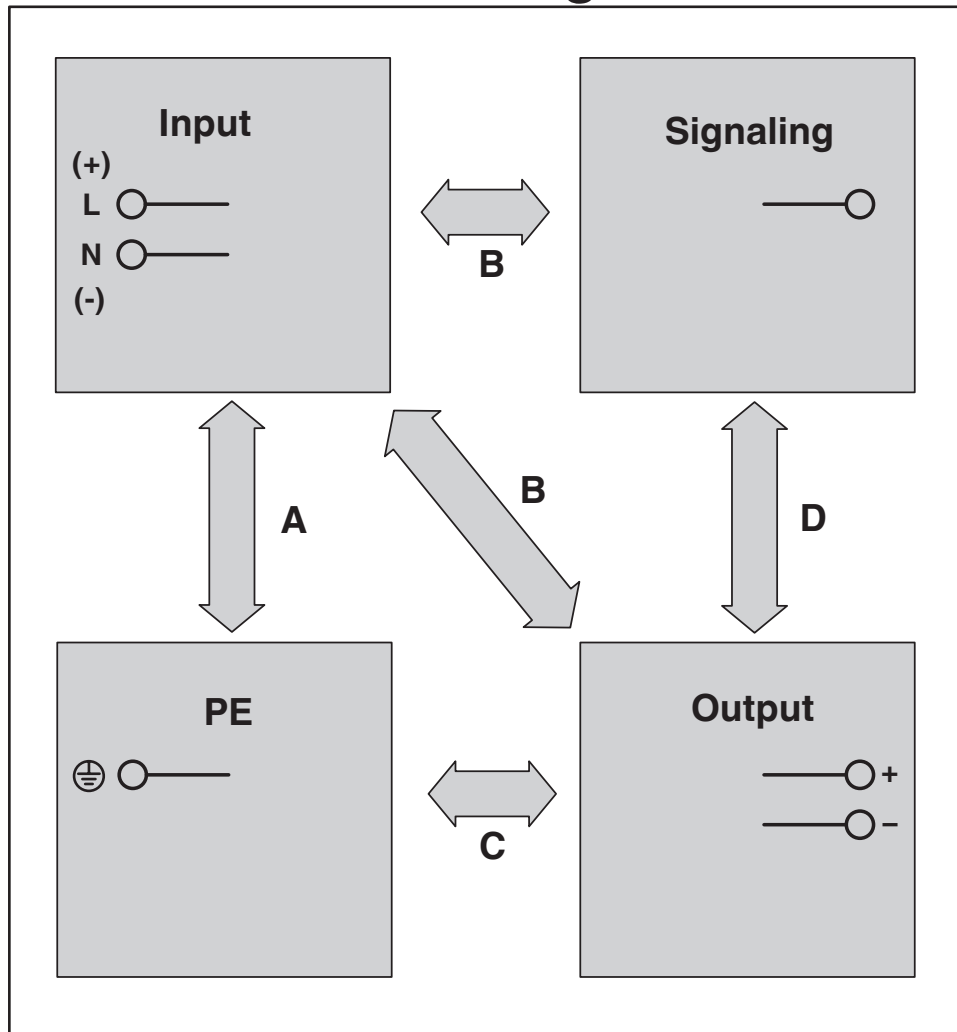 Input
(+)
L
N
(-)
Signaling
B
A
B
D
PE
Output
+
–
C